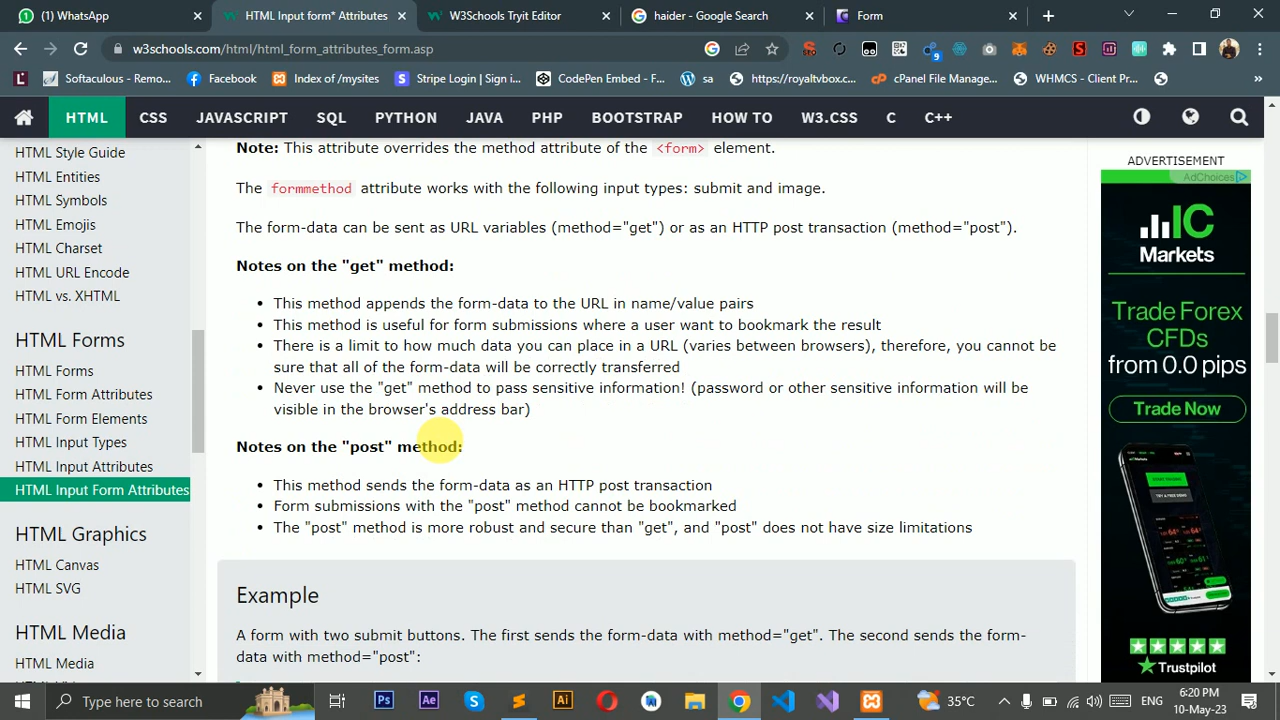 (1) WhatsApp
HTML Input form* Attributes
W3Schools Tryit Editor
haider - Google Search
Form
w3schools.com/html/html_form_attributes_form.asp
9
Softaculous - Remo...
Facebook
Index of /mysites
Stripe Login | Sign i...
CodePen Embed - F...
sa
https://royaltvbox....
cPanel File Manage...
WHMCS - Client Pr...
HTML
CSS
JAVASCRIPT
SQL
PYTHON
JAVA
PHP
BOOTSTRAP
HOW TO
W3.CSS
C
C++
HTML Style Guide
HTML Entities
HTML Symbols
HTML Emojis
HTML Charset
HTML URL Encode
HTML vs. XHTML
HTML Forms
HTML Forms
HTML Form Attributes
HTML Form Elements
HTML Input Types
HTML Input Attributes
HTML Input Form Attributes
HTML Graphics
HTML Canvas
HTML SVG
HTML Media
HTML Media
Note: This attribute overrides the method attribute of the <form> element.
The formmethod attribute works with the following input types: submit and image.
The form-data can be sent as URL variables (method="get") or as an HTTP post transaction (method="post").
Notes on the "get" method:
• This method appends the form-data to the URL in name/value pairs
• This method is useful for form submissions where a user want to bookmark the result
• There is a limit to how much data you can place in a URL (varies between browsers), therefore, you cannot be
sure that all of the form-data will be correctly transferred
• Never use the "get" method to pass sensitive information! (password or other sensitive information will be
visible in the browser's address bar)
Notes on the "post" method:
• This method sends the form-data as an HTTP post transaction
• Form submissions with the "post" method cannot be bookmarked
• The "post" method is more robust and secure than "get", and "post" does not have size limitations
Example
A form with two submit buttons. The first sends the form-data with method="get". The second sends the form-
data with method="post":
ADVERTISEMENT
AdChoices
IC
Markets
Trade Forex
CFDs
from 0.0 pips
Trade Now
Trustpilot
Type here to search
35°C
ENG
6:20 PM
10-May-23